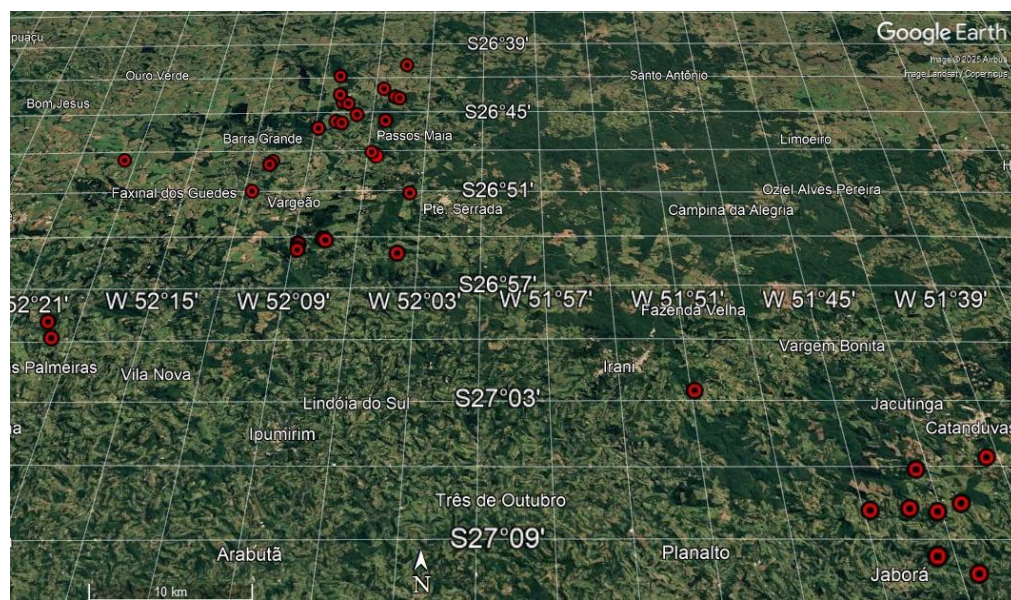 Google Earth
Image © 2025 Airbus
Image Landsat / Copernicus
S26°39'
puaçu
Ouro Verde
Santo Antônio
Bom Jesus
S26°45'
Barra Grande
Passos Maia
Limoeiro
Faxinal dos Guedes
S26°51'
Oziel Alves Pereira
Vargeão
Pte. Serrada
Campina da Alegria
S26°57'
52°21'
W 52°15'
W 52°09'
W 52°03'
W 51°57'
W 51°51'
W 51°45'
W 51°39'
Fazenda Velha
Vargem Bonita
s Palmeiras
Vila Nova
Irani
Lindóia do Sul
S27°03'
Jacutinga
Catanduvas
Ipumirim
Três de Outubro
S27°09'
Arabutã
Planalto
N
Jaborá
10 km